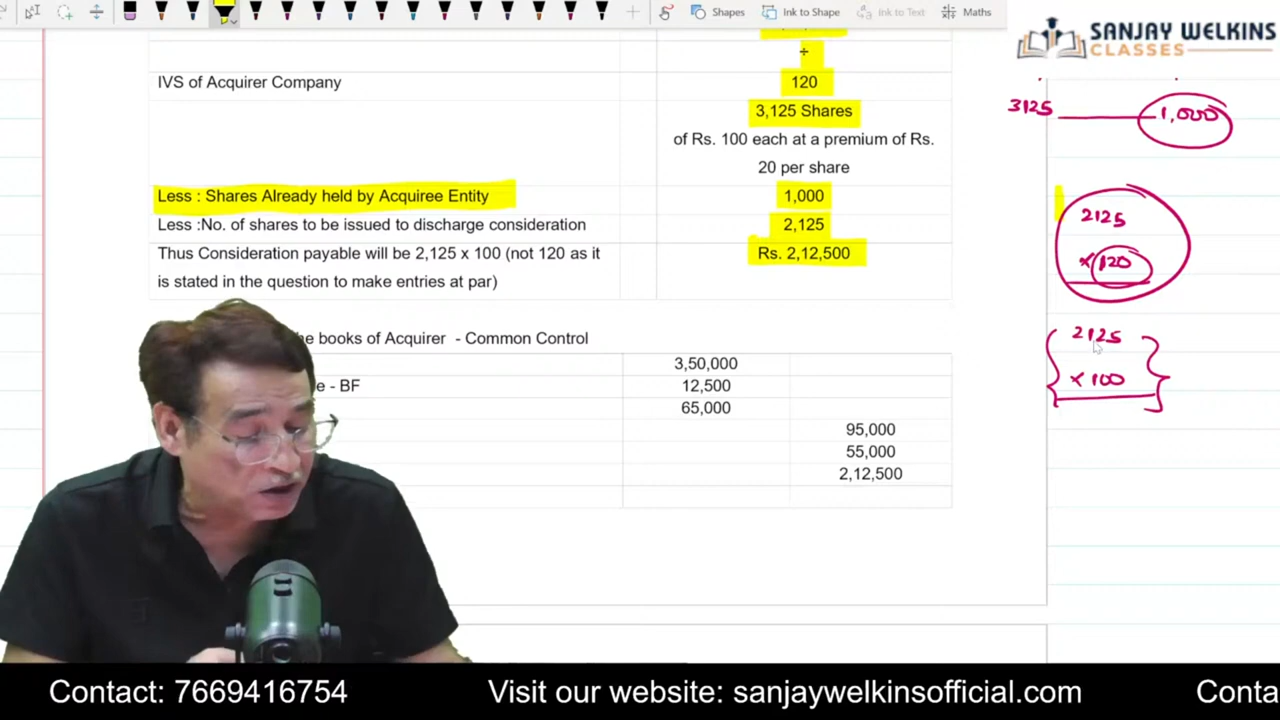 Shapes
Ink to Shape
Ink to Text
Maths
SANJAY WELKINS
CLASSES
÷
IVS of Acquirer Company 120
3,125 Shares
of Rs. 100 each at a premium of Rs.
20 per share
Less : Shares Already held by Acquiree Entity 1,000
Less :No. of shares to be issued to discharge consideration 2,125
Thus Consideration payable will be 2,125 x 100 (not 120 as it Rs. 2,12,500
is stated in the question to make entries at par)
3125 1,000
2125
×120
2125
×100
he books of Acquirer - Common Control
3,50,000
e - BF 12,500
65,000
95,000
55,000
2,12,500
Contact: 7669416754 Visit our website: sanjaywelkinsofficial.com Conta